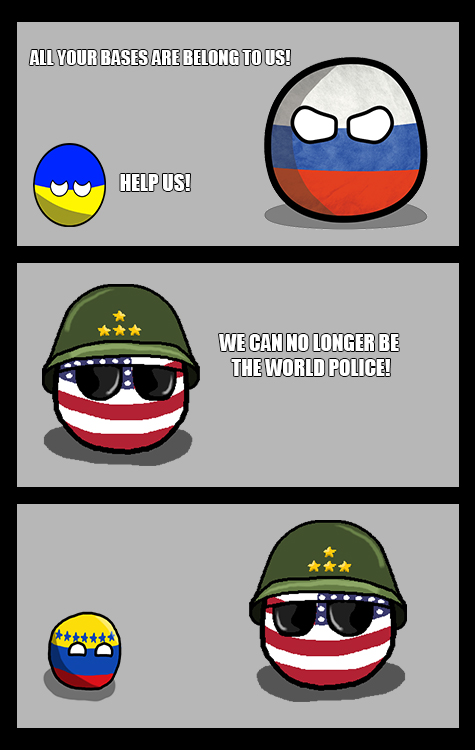 ALL YOUR BASES ARE BELONG TO US!
HELP US!
WE CAN NO LONGER BE
THE WORLD POLICE!